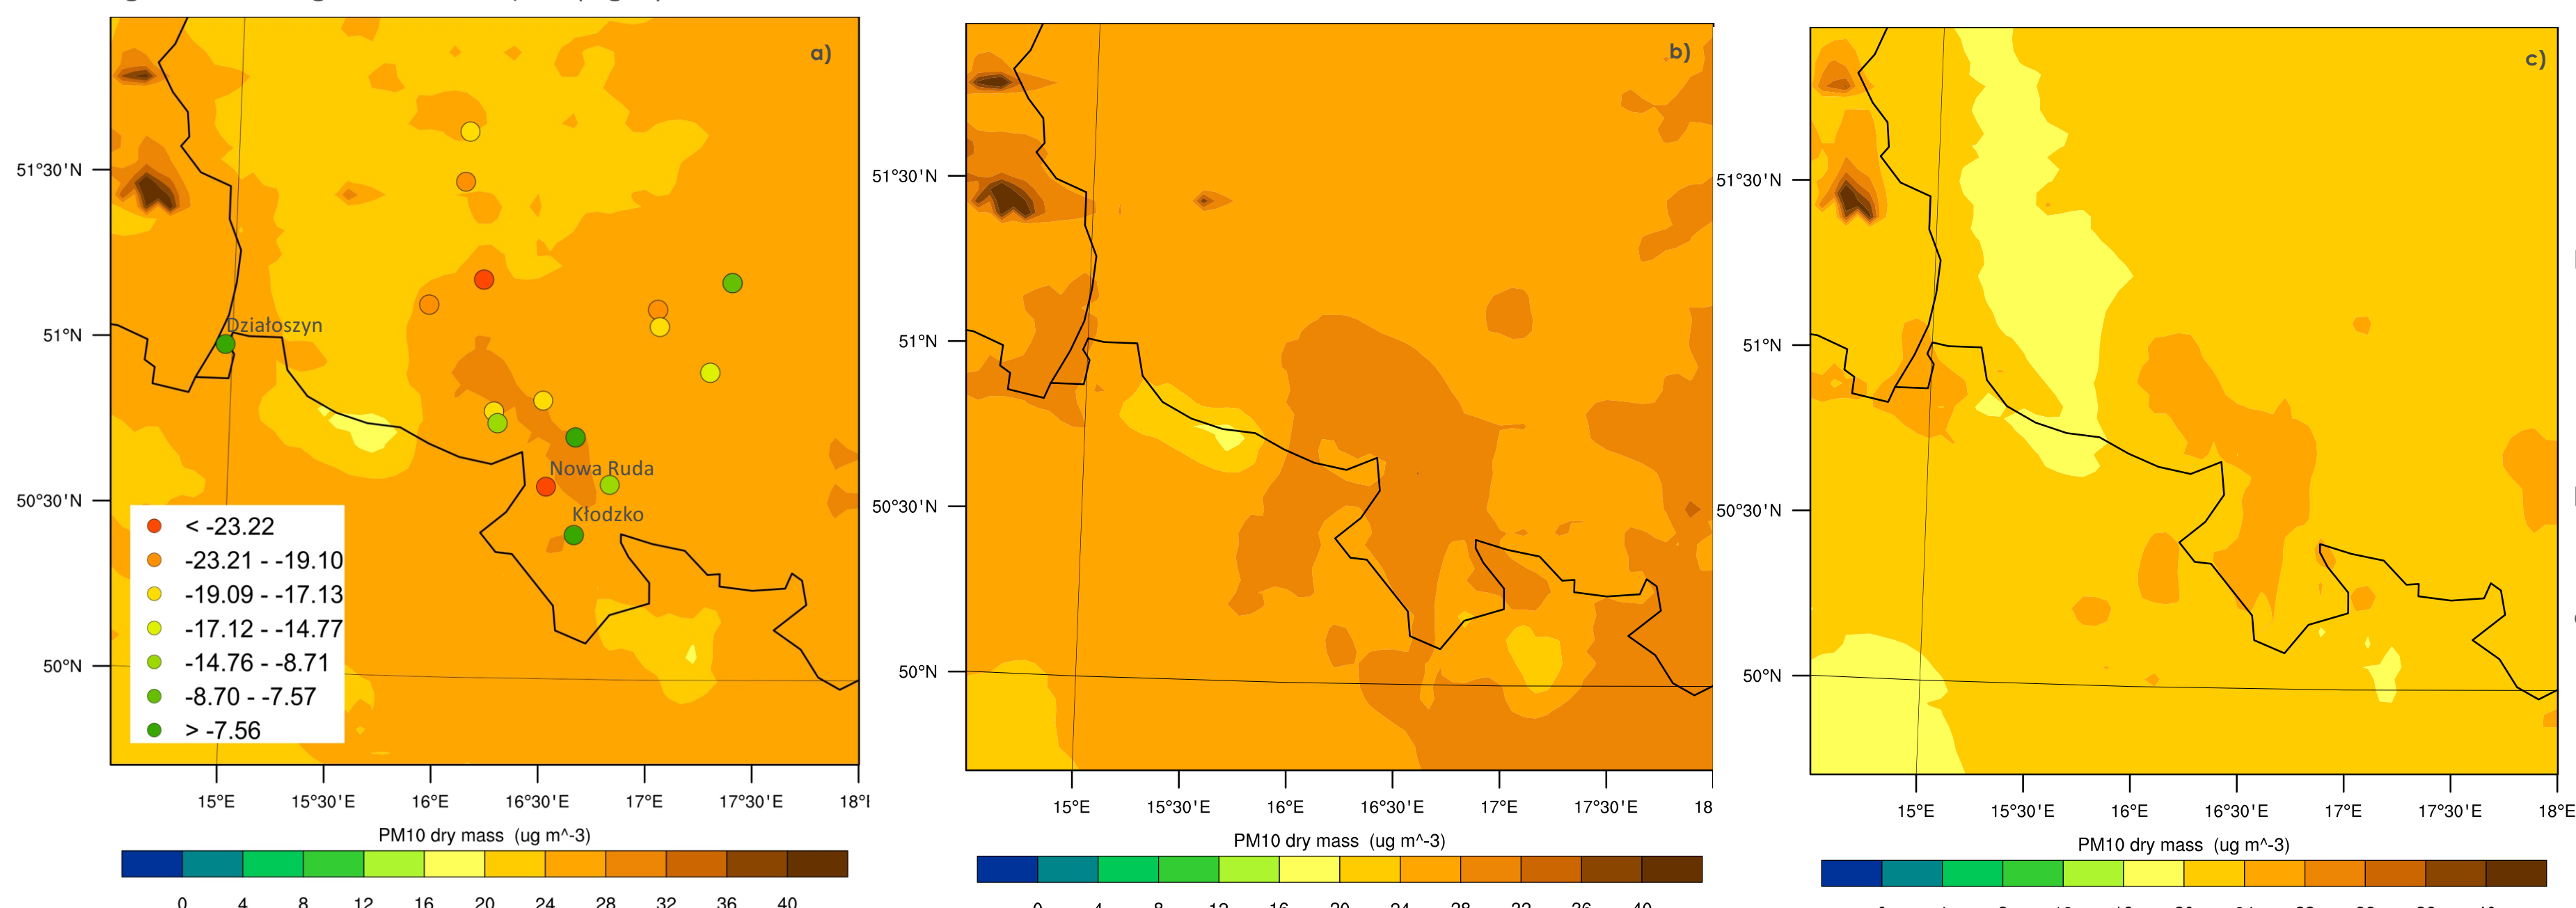 a)
51°30'N
51°N
50°30'N
50°N
Działoszyn
Nowa Ruda
Kłodzko
< -23.22
-23.21 - -19.10
-19.09 - -17.13
-17.12 - -14.77
-14.76 - -8.71
-8.70 - -7.57
> -7.56
15°E 15°30'E 16°E 16°30'E 17°E 17°30'E 18°
PM10 dry mass (ug m^-3)
0 4 8 12 16 20 24 28 32 36 40
b)
51°30'N
51°N
50°30'N
50°N
15°E 15°30'E 16°E 16°30'E 17°E 17°30'E 18
PM10 dry mass (ug m^-3)
c)
51°30'N
51°N
50°30'N
50°N
15°E 15°30'E 16°E 16°30'E 17°E 17°30'E 18°E
PM10 dry mass (ug m^-3)